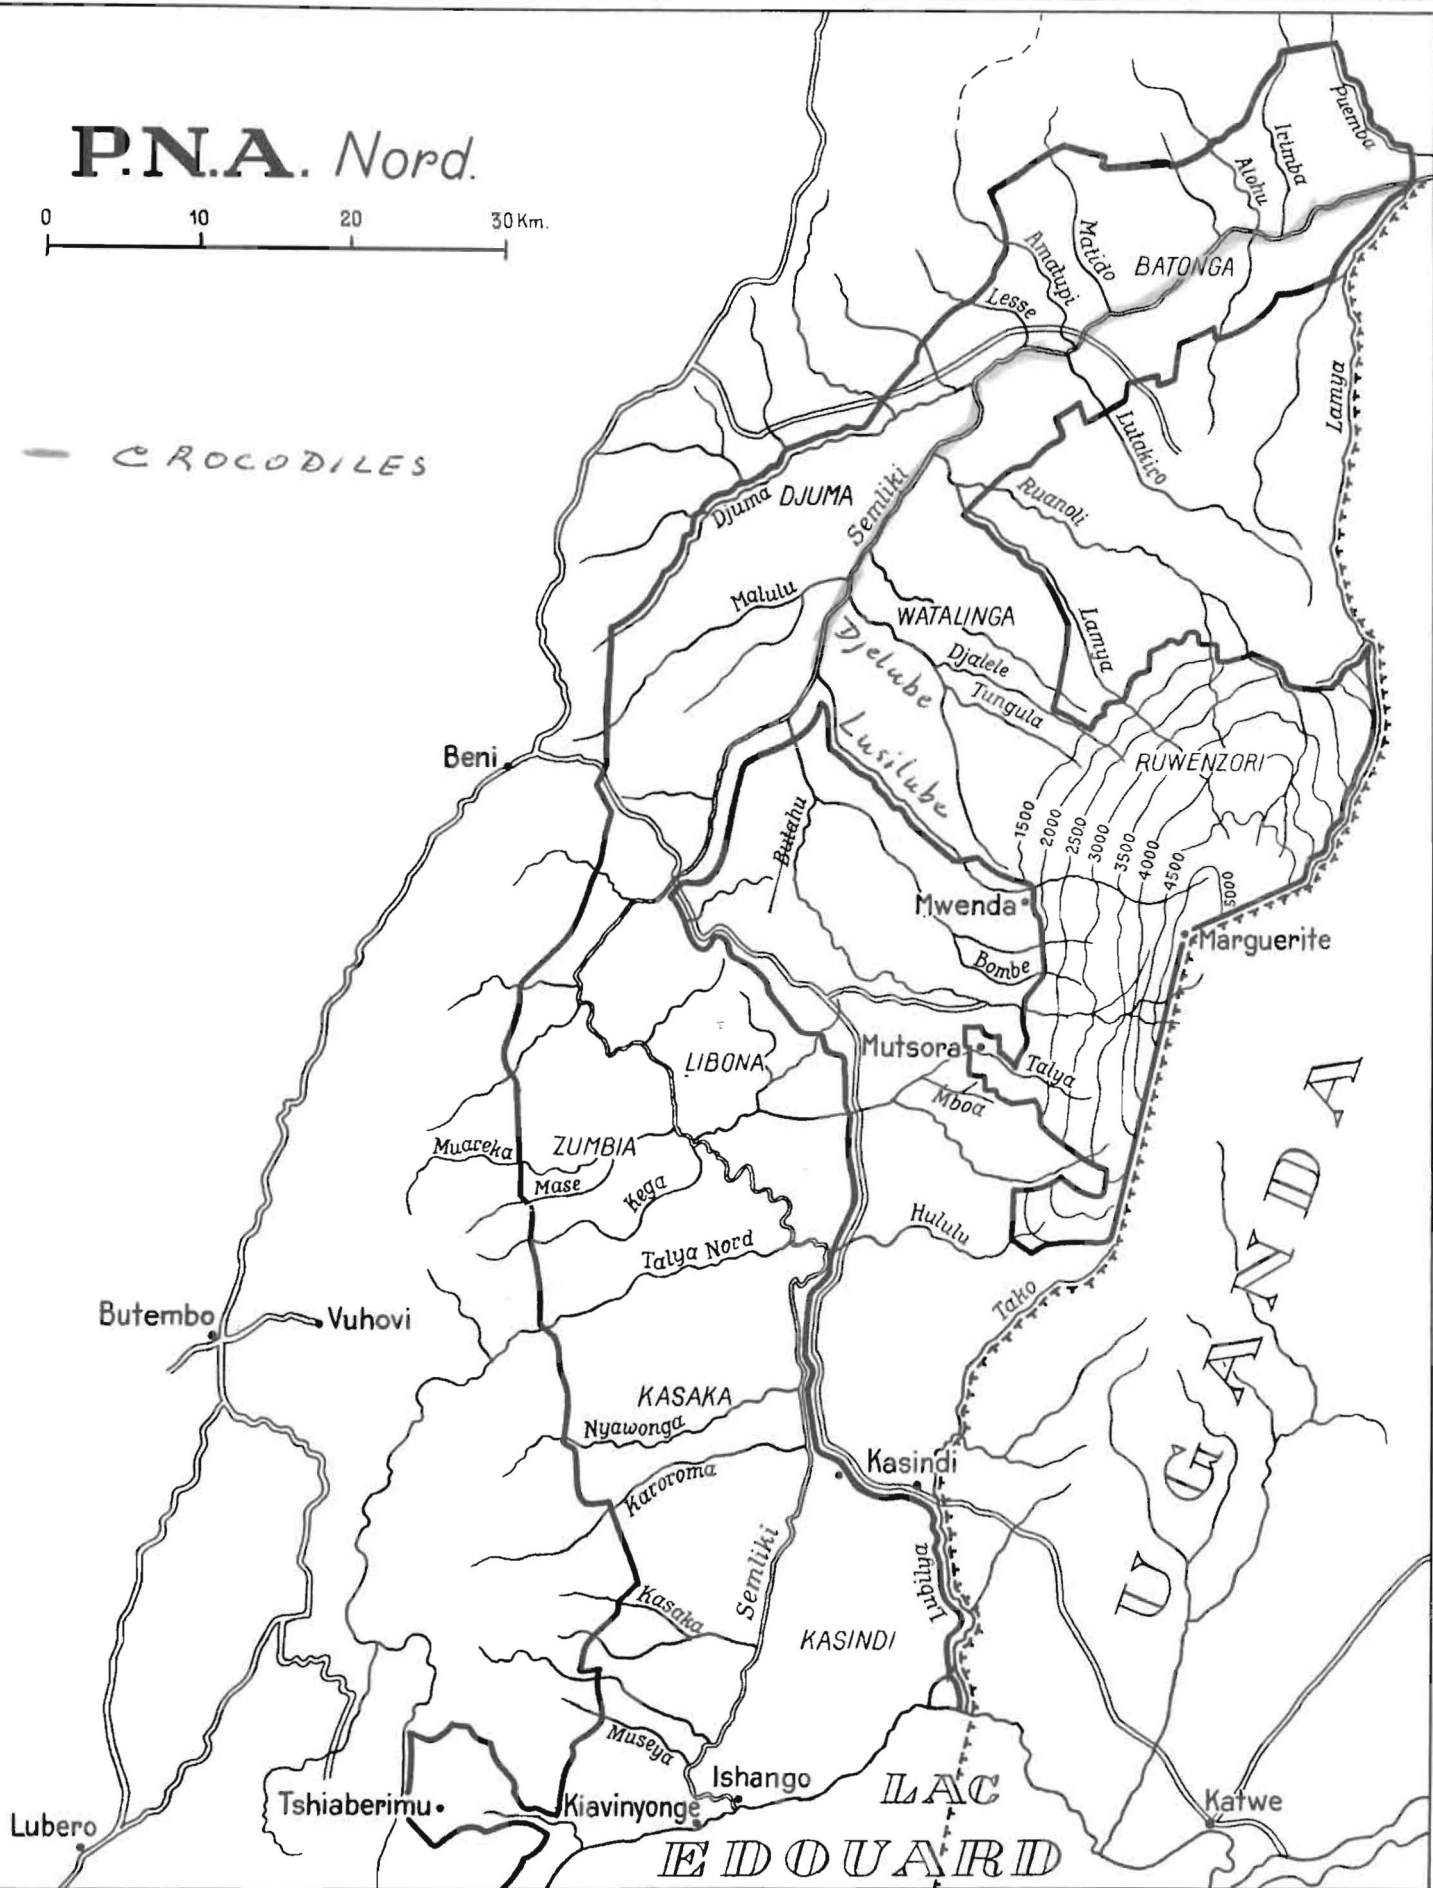 P.N.A. Nord.
0 10 20 30 Km.
CROCODILES
Puemba
Irimba
Alohu
Matido
Amatupi
BATONGA
Lesse
Lamya
Lutakiro
Ruanoli
Semliki
Djuma
DJUMA
Malulu
WATALINGA
Djelube
Djalele
Tungula
Lamya
Lusilube
RUWENZORI
Beni
Butahu
1500
2000
2500
3000
3500
4000
4500
5000
Mwenda
Marguerite
Bombe
Mutsora
Talya
Mboa
LIBONA
ZUMBIA
Muareka
Mase
Kega
Talya Nord
Hululu
Tako
UGANDA
Butembo
Vuhovi
KASAKA
Nyawonga
Karoroma
Kasindi
Semliki
Lubilya
Kasaka
KASINDI
Museya
Ishango
Tshiaberimu
Kiavinyonge
LAC
EDOUARD
Katwe
Lubero